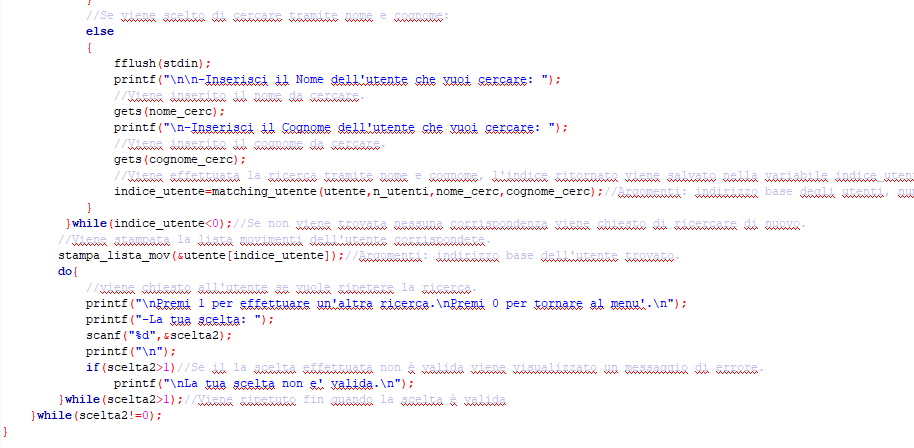 }
//Se viene scelto di cercare tramite nome e cognome:
else
{
fflush(stdin);
printf("\n\n-Inserisci il Nome dell'utente che vuoi cercare: ");
//Viene inserito il nome da cercare.
gets(nome_cerc);
printf("\n-Inserisci il Cognome dell'utente che vuoi cercare: ");
//Viene inserito il cognome da cercare.
gets(cognome_cerc);
//Viene effettuata la ricerca tramite nome e cognome, l'indice ritornato viene salvato nella variabile indice_uten
indice_utente=matching_utente(utente,n_utenti,nome_cerc,cognome_cerc);//Argomenti: indirizzo base degli utenti, nu
}
}while(indice_utente<0);//Se non viene trovata nessuna corrispondenza viene chiesto di ricercare di nuovo.
//Viene stampata la lista movimenti dell'utente corrispondete.
stampa_lista_mov(&utente[indice_utente]);//Argomenti: indirizzo base dell'utente trovato.
do{
//viene chiesto all'utente se vuole ripetere la ricerca.
printf("\nPremi 1 per effettuare un'altra ricerca.\nPremi 0 per tornare al menu'.\n");
printf("-La tua scelta: ");
scanf("%d",&scelta2);
printf("\n");
if(scelta2>1)//Se il la scelta effettuata non è valida viene visualizzato un messaggio di errore.
printf("\nLa tua scelta non e' valida.\n");
}while(scelta2>1);//Viene ripetuto fin quando la scelta è valida
}while(scelta2!=0);
}